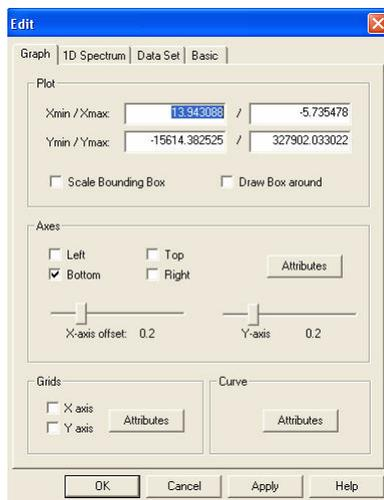 Edit
Graph 1D Spectrum Data Set Basic
Plot
Xmin / Xmax: 13.943088 / -5.735478
Ymin / Ymax: -15614.382525 / 327902.033022
Scale Bounding Box Draw Box around
Axes
Left Top
Bottom Right Attributes
X-axis offset: 0.2 Y-axis 0.2
Grids Curve
X axis
Y axis Attributes Attributes
OK Cancel Apply Help